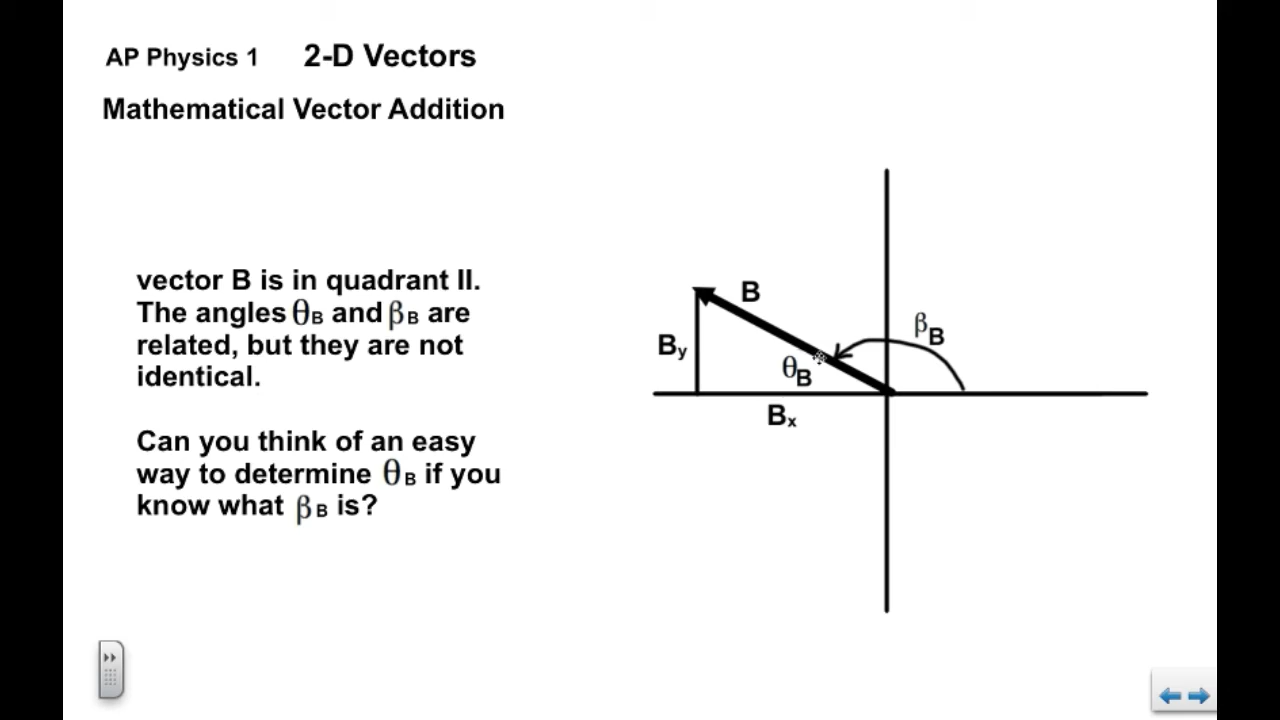 AP Physics 1 2-D Vectors
Mathematical Vector Addition
vector B is in quadrant II.
The angles θB and βB are
related, but they are not
identical.
Can you think of an easy
way to determine θB if you
know what βB is?
B
βB
By
θB
Bx